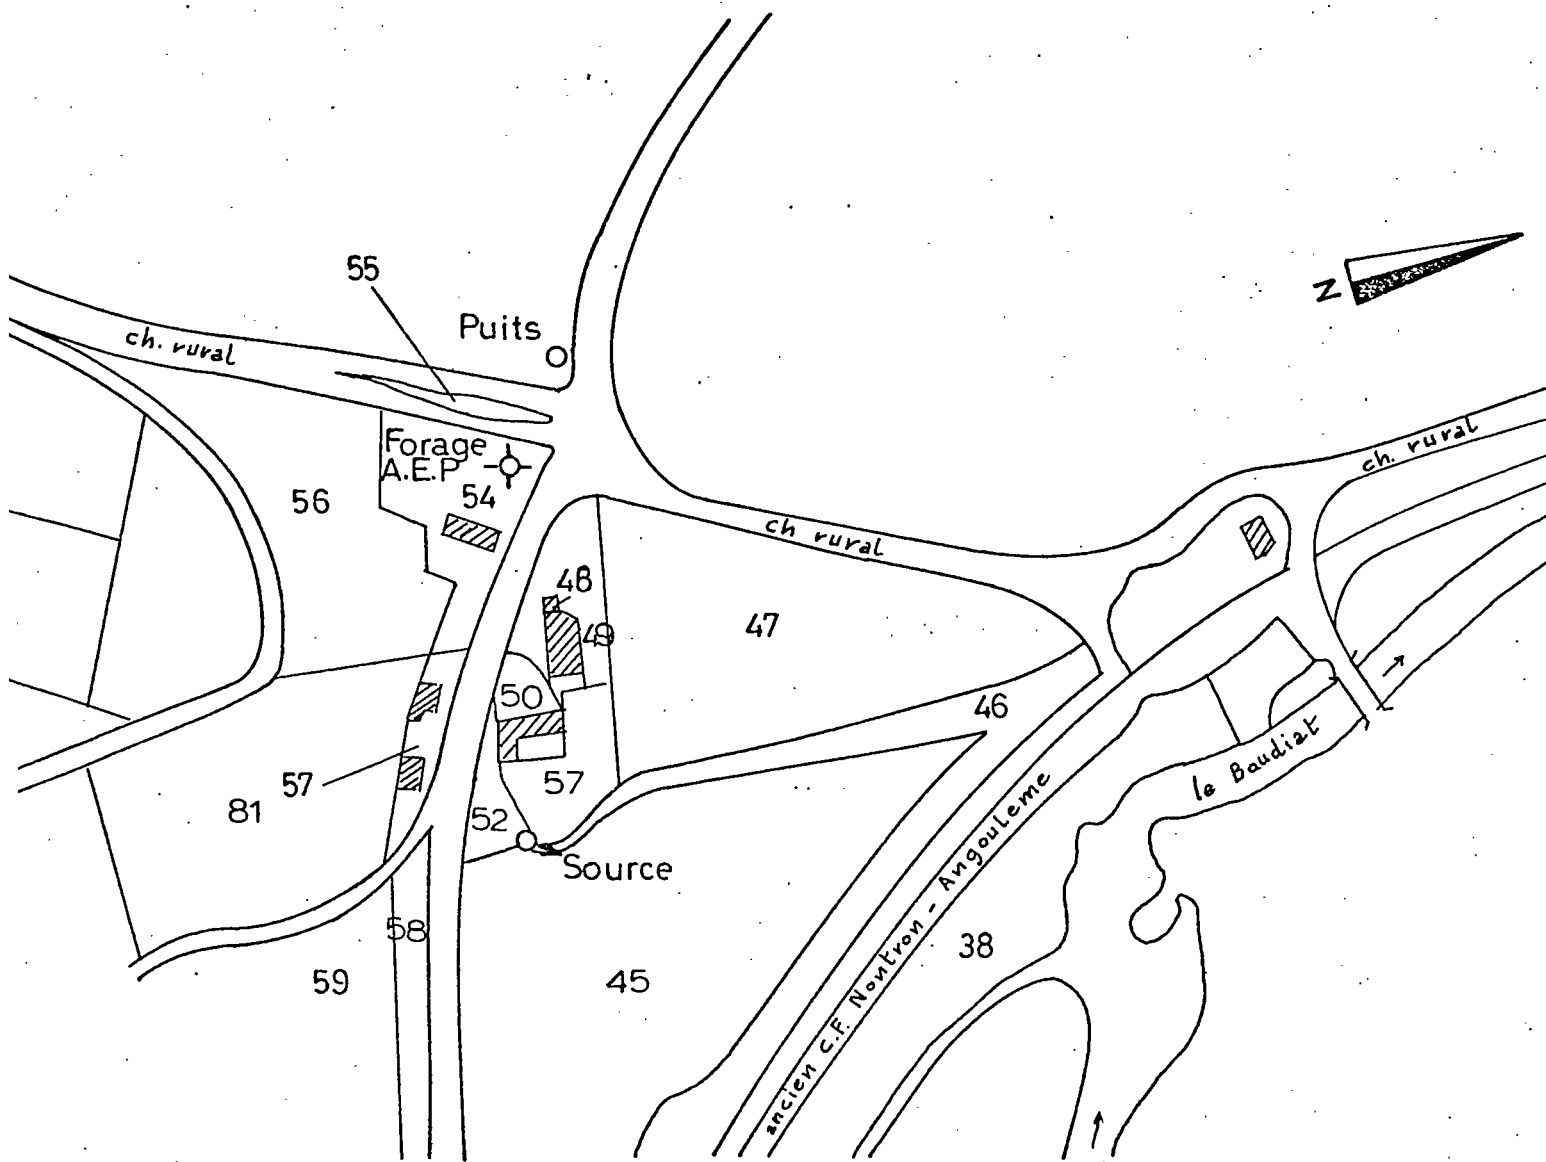 55
Puits
N
ch. rural
ch. rural
Forage
A.E.P
54
56
ch rural
48
49
47
50
46
57
57
le Baudiat
81
52
Source
ancien C.F. Nontron - Angouleme
58
38
59
45